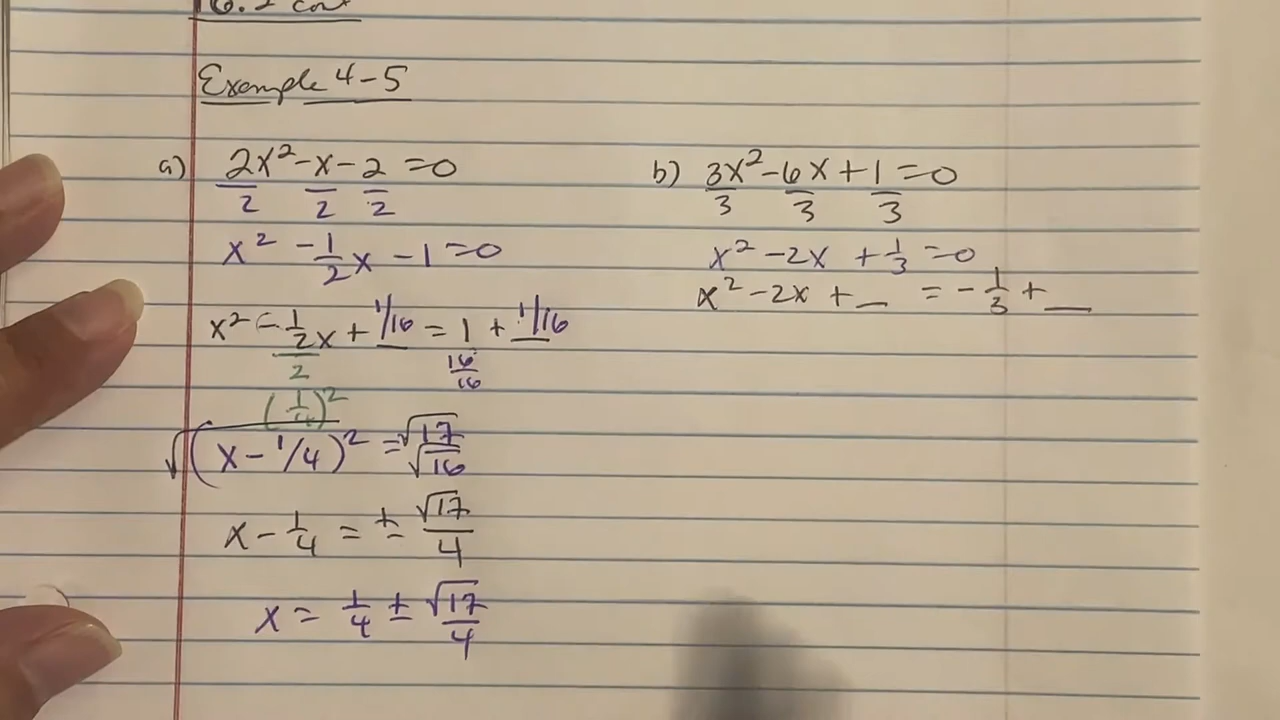 Example 4-5
a) 2x²-x-2=0
2 2 2
x² -1/2x -1=0
x² -1/2x + 1/16 = 1 + 1/16
2 16/16
(1/4)²
√(x-1/4)² = √17/√16
x-1/4 = ± √17/4
x = 1/4 ± √17/4
b) 3x²-6x+1=0
3 3 3
x²-2x+1/3=0
x²-2x+__ = -1/3+__